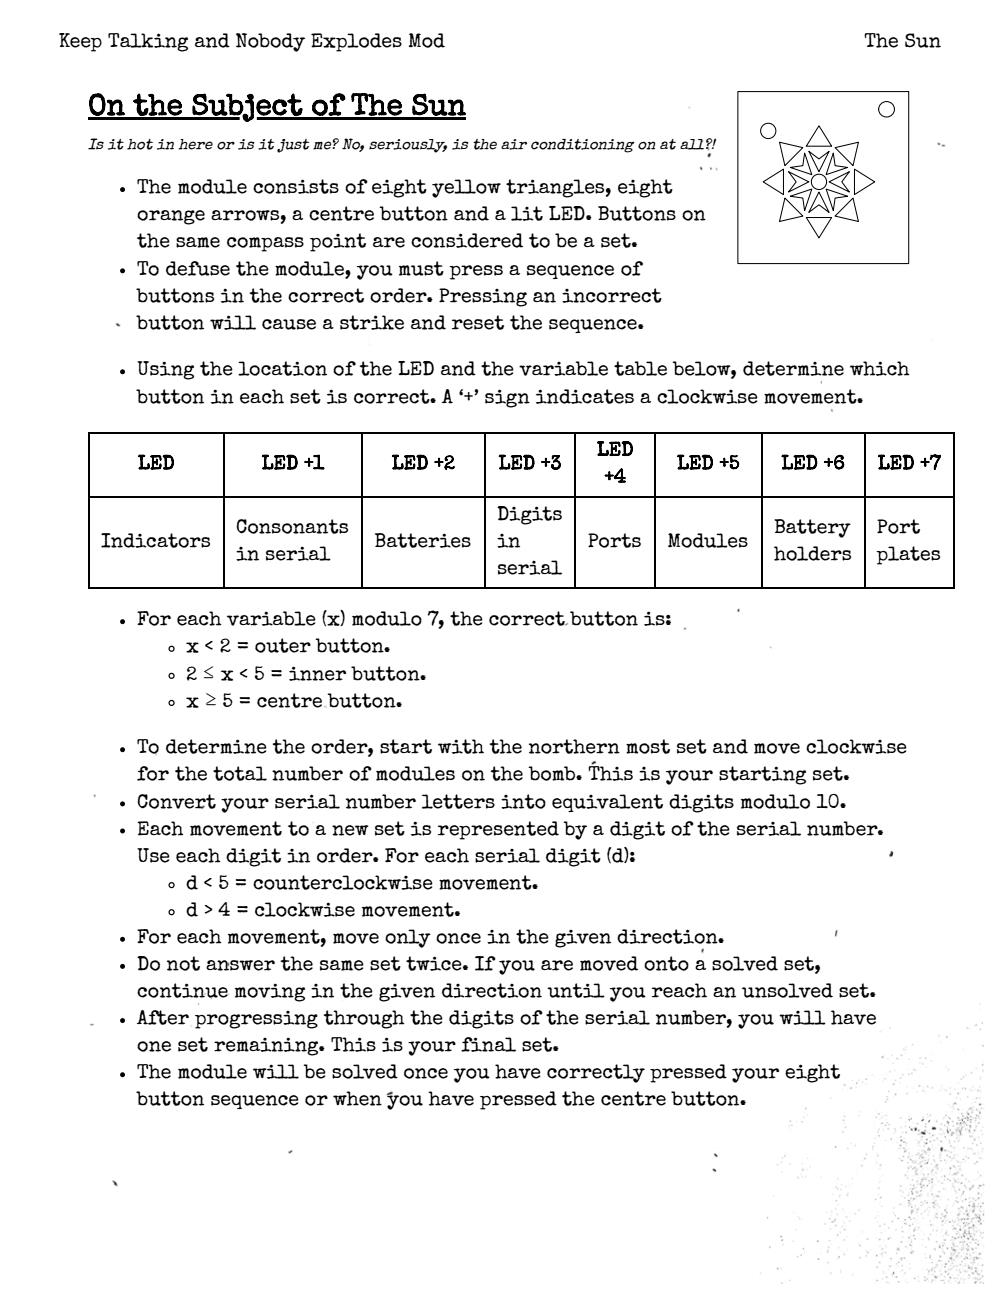 Keep Talking and Nobody Explodes Mod The Sun
On the Subject of The Sun
Is it hot in here or is it just me? No, seriously, is the air conditioning on at all?!
• The module consists of eight yellow triangles, eight
orange arrows, a centre button and a lit LED. Buttons on
the same compass point are considered to be a set.
• To defuse the module, you must press a sequence of
buttons in the correct order. Pressing an incorrect
button will cause a strike and reset the sequence.
• Using the location of the LED and the variable table below, determine which
button in each set is correct. A ‘+’ sign indicates a clockwise movement.
LED LED +1 LED +2 LED +3 LED +4 LED +5 LED +6 LED +7
Indicators Consonants in serial Batteries Digits in serial Ports Modules Battery holders Port plates
• For each variable (x) modulo 7, the correct button is:
◦ x < 2 = outer button.
◦ 2 ≤ x < 5 = inner button.
◦ x ≥ 5 = centre button.
• To determine the order, start with the northern most set and move clockwise
for the total number of modules on the bomb. This is your starting set.
• Convert your serial number letters into equivalent digits modulo 10.
• Each movement to a new set is represented by a digit of the serial number.
Use each digit in order. For each serial digit (d):
◦ d < 5 = counterclockwise movement.
◦ d > 4 = clockwise movement.
• For each movement, move only once in the given direction.
• Do not answer the same set twice. If you are moved onto a solved set,
continue moving in the given direction until you reach an unsolved set.
• After progressing through the digits of the serial number, you will have
one set remaining. This is your final set.
• The module will be solved once you have correctly pressed your eight
button sequence or when you have pressed the centre button.